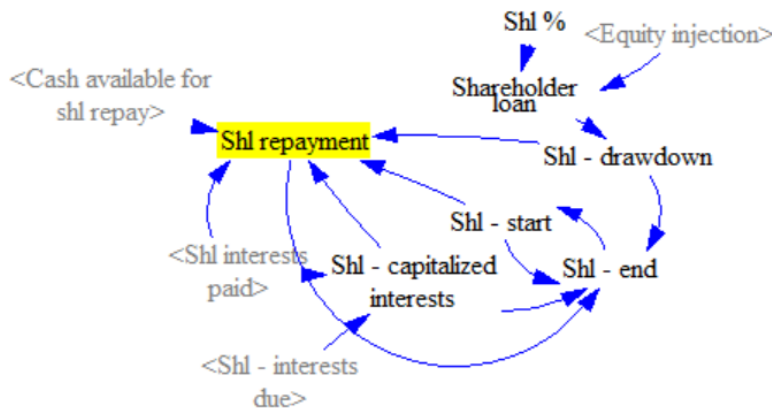 Shl %
<Equity injection>
<Cash available for
shl repay>
Shareholder
loan
Shl repayment
Shl - drawdown
Shl - start
<Shl interests
paid>
Shl - capitalized
interests
Shl - end
<Shl - interests
due>